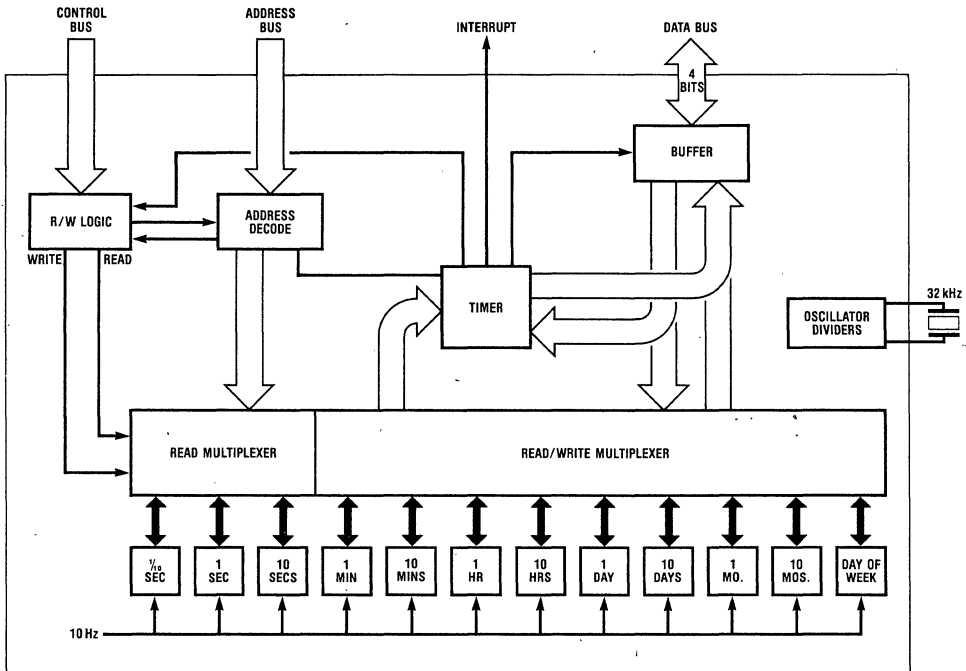 CONTROL
BUS
ADDRESS
BUS
INTERRUPT
DATA BUS
4
BITS
BUFFER
R/W LOGIC
ADDRESS
DECODE
WRITE
READ
TIMER
OSCILLATOR
DIVIDERS
32 kHz
READ MULTIPLEXER
READ/WRITE MULTIPLEXER
1/10
SEC
1
SEC
10
SECS
1
MIN
10
MINS
1
HR
10
HRS
1
DAY
10
DAYS
1
MO.
10
MOS.
DAY OF
WEEK
10 Hz